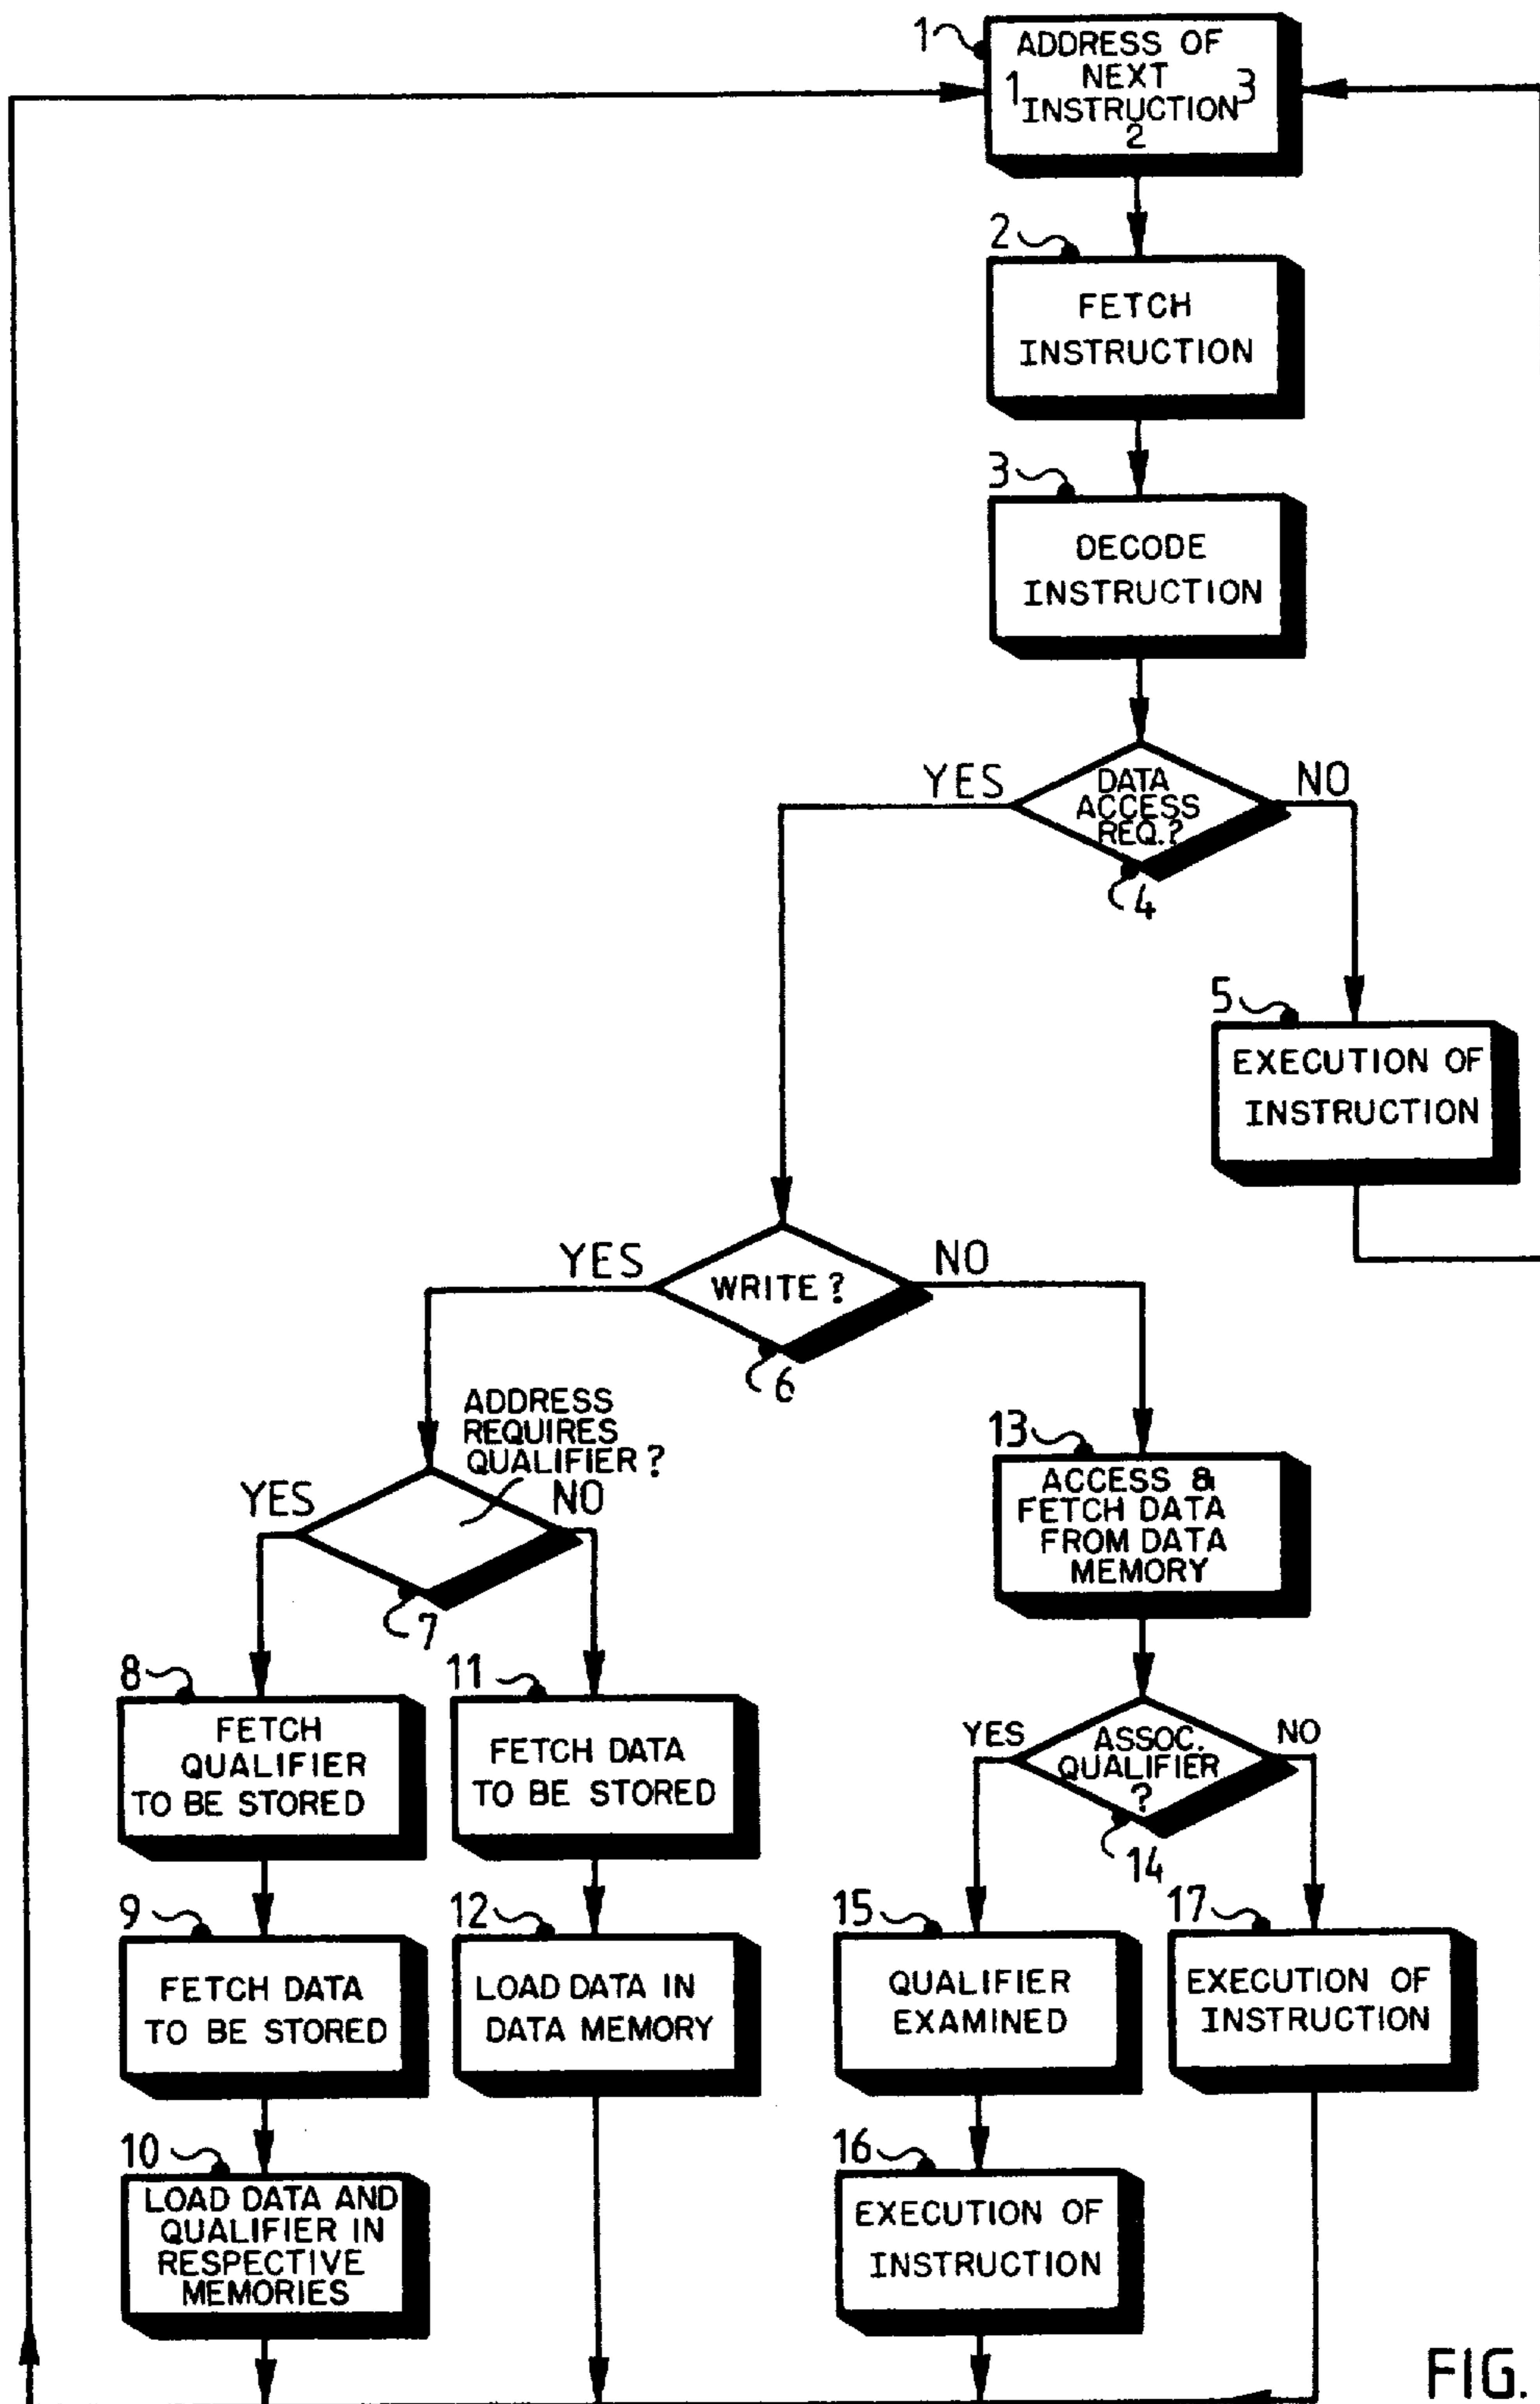 1
ADDRESS OF
NEXT
1 INSTRUCTION 3
2
2
FETCH
INSTRUCTION
3
DECODE
INSTRUCTION
YES
DATA
ACCESS
REQ.?
NO
4
5
EXECUTION OF
INSTRUCTION
YES
WRITE?
NO
6
ADDRESS
REQUIRES
QUALIFIER?
YES
NO
7
13
ACCESS &
FETCH DATA
FROM DATA
MEMORY
8
FETCH
QUALIFIER
TO BE STORED
11
FETCH DATA
TO BE STORED
YES
ASSOC.
QUALIFIER
?
NO
14
9
FETCH DATA
TO BE STORED
12
LOAD DATA IN
DATA MEMORY
15
QUALIFIER
EXAMINED
17
EXECUTION OF
INSTRUCTION
10
LOAD DATA AND
QUALIFIER IN
RESPECTIVE
MEMORIES
16
EXECUTION OF
INSTRUCTION
FIG.